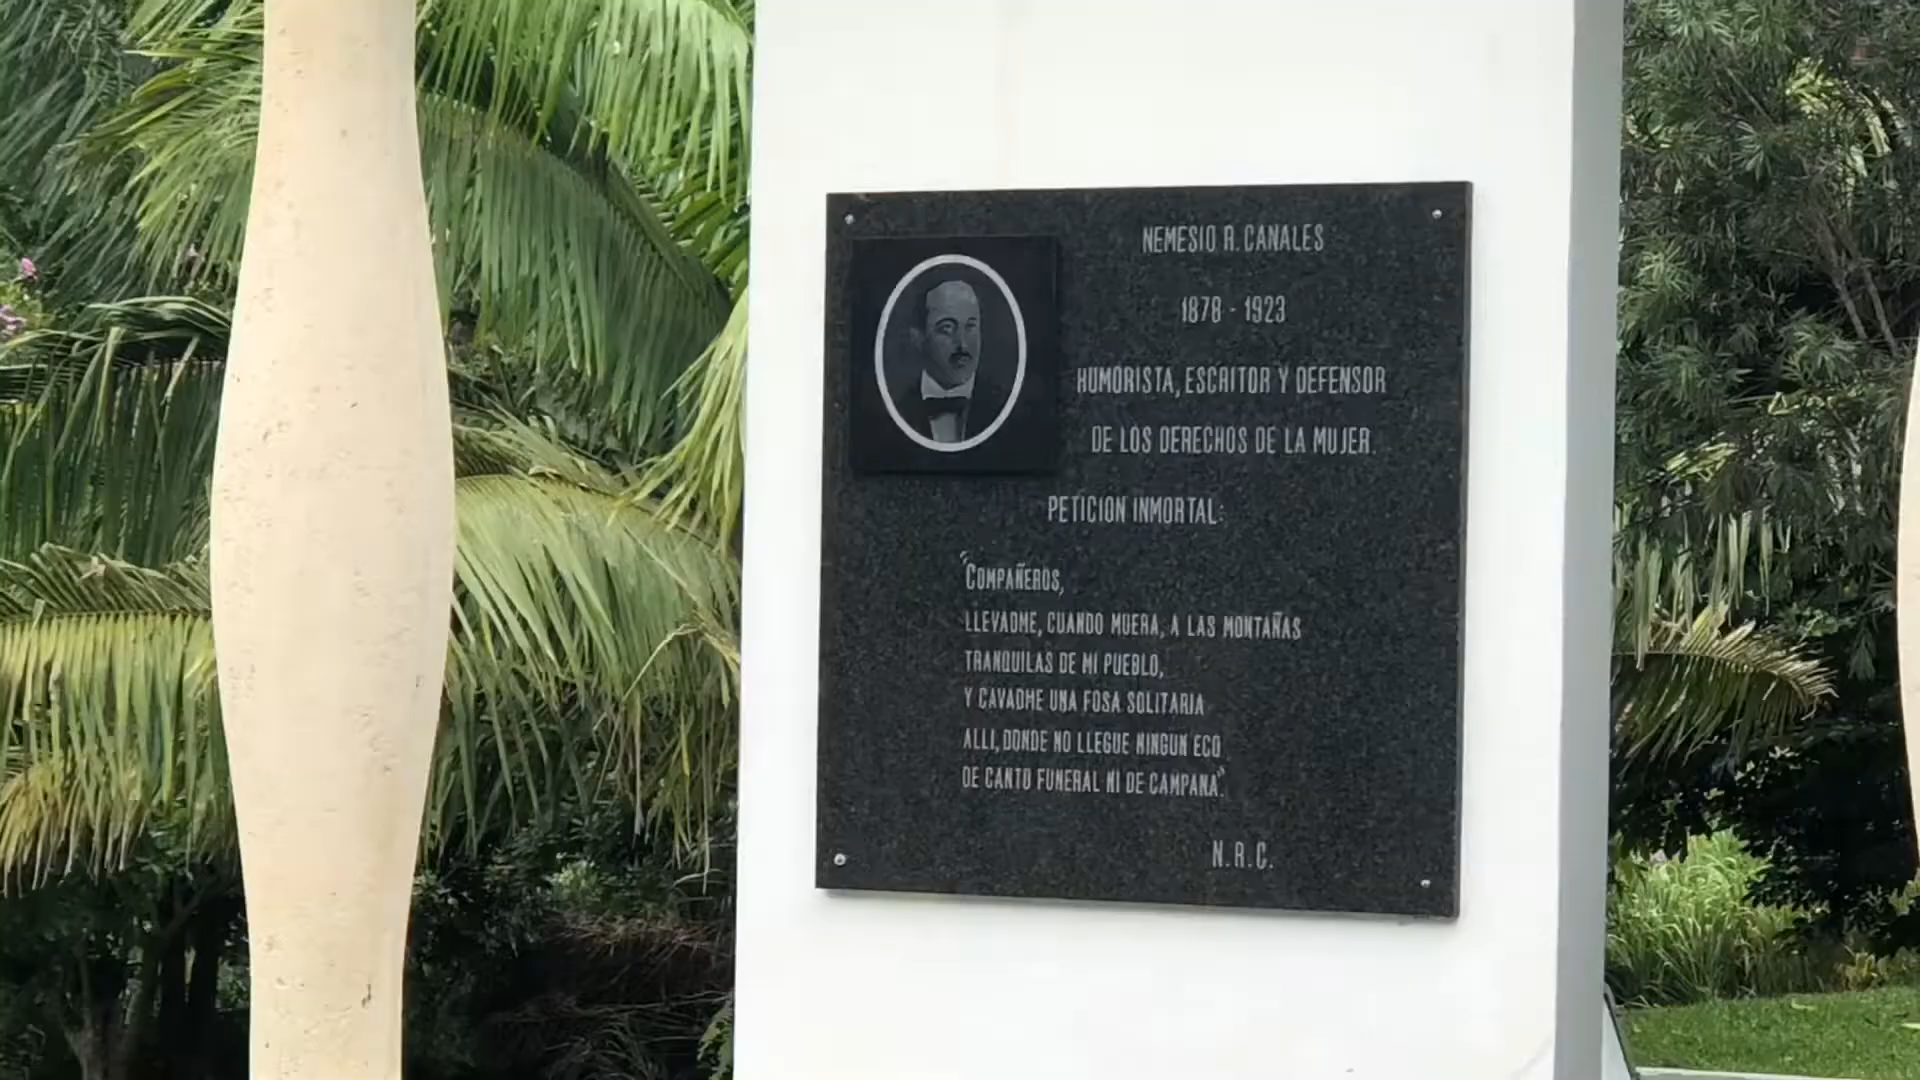 NEMESIO R. CANALES
1878 - 1923
HUMORISTA, ESCRITOR Y DEFENSOR
DE LOS DERECHOS DE LA MUJER.
PETICION INMORTAL:
"COMPAÑEROS,
LLEVADME, CUANDO MUERA, A LAS MONTAÑAS
TRANQUILAS DE MI PUEBLO,
Y CAVADME UNA FOSA SOLITARIA
ALLI, DONDE NO LLEGUE NINGUN ECO
DE CANTO FUNERAL NI DE CAMPANA".
N.R.C.